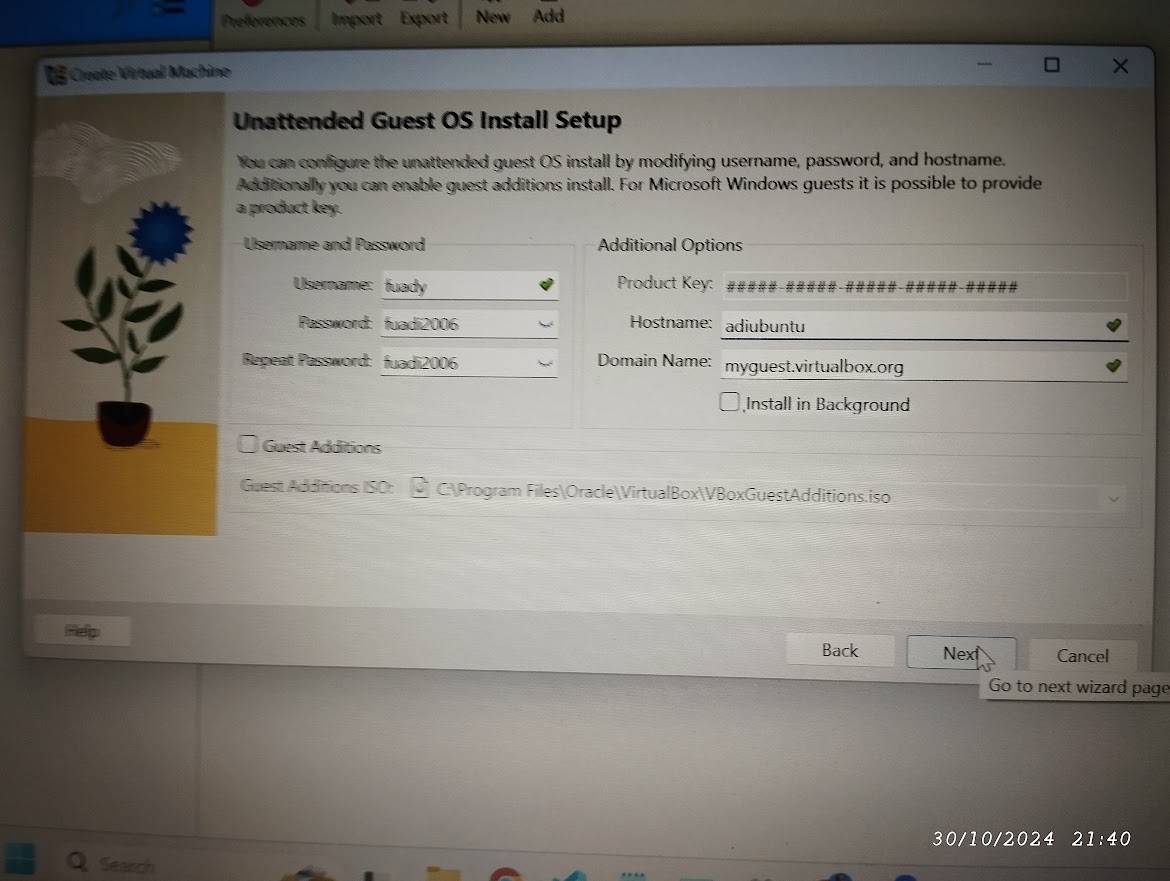 Preferences Import Export New Add
Create Virtual Machine
Unattended Guest OS Install Setup
You can configure the unattended guest OS install by modifying username, password, and hostname.
Additionally you can enable guest additions install. For Microsoft Windows guests it is possible to provide
a product key.
Username and Password
Username: fuady
Password: fuadi2006
Repeat Password: fuadi2006
Additional Options
Product Key: #####-#####-#####-#####-#####
Hostname: adiubuntu
Domain Name: myguest.virtualbox.org
Install in Background
Guest Additions
Guest Additions ISO: C:\Program Files\Oracle\VirtualBox\VBoxGuestAdditions.iso
Help Back Next Cancel
Go to next wizard page
30/10/2024 21:40
Search